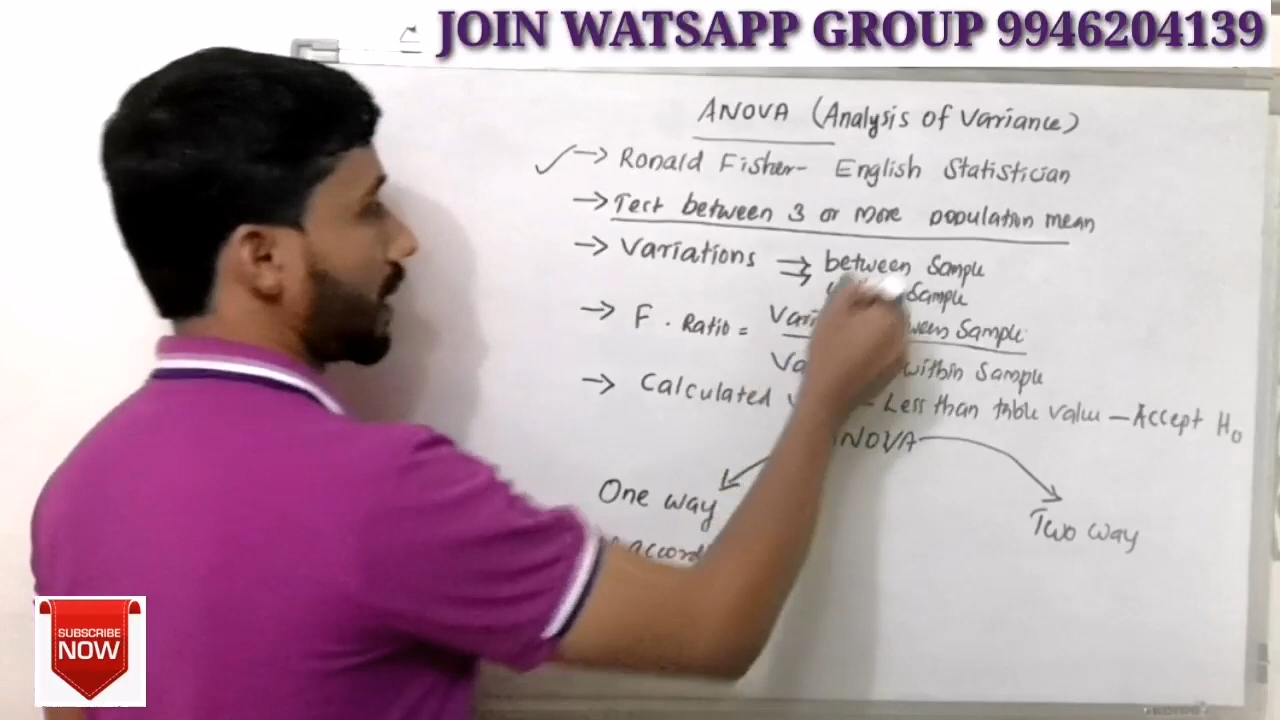 JOIN WATSAPP GROUP 9946204139
ANOVA (Analysis of Variance)
→ Ronald Fisher- English Statistician
→ Test between 3 or More population mean
→ Variations ⇒ between Sample
Sample
→ F. Ratio = Sample
within Sample
→ Calculated - Less than table value - Accept H₀
NOVA
One way
Two way
SUBSCRIBE
NOW